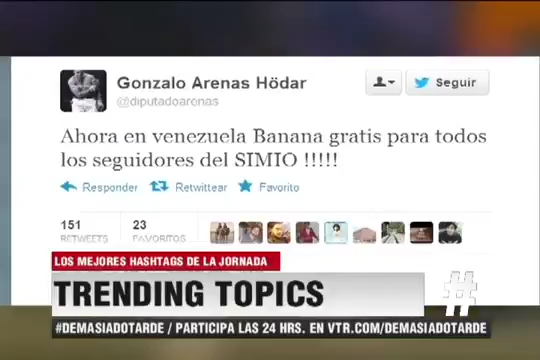 Gonzalo Arenas Hödar
@diputadoarenas
Seguir
Ahora en venezuela Banana gratis para todos
los seguidores del SIMIO !!!!!
Responder Retwittear Favorito
151 23
RETWEETS FAVORITOS
LOS MEJORES HASHTAGS DE LA JORNADA
TRENDING TOPICS
#
#DEMASIADOTARDE / PARTICIPA LAS 24 HRS. EN VTR.COM/DEMASIADOTARDE